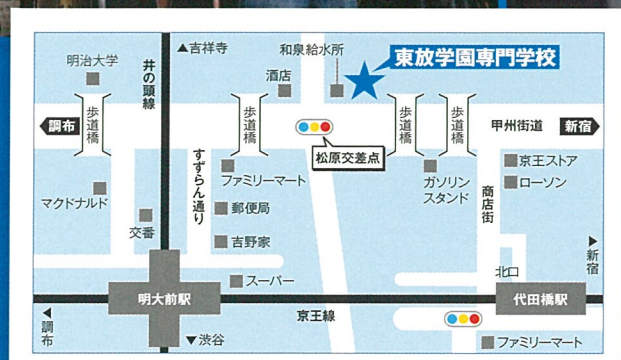 ▲吉祥寺
和泉給水所
明治大学
井の頭線
酒店
東放学園専門学校
◀調布
歩道橋
歩道橋
歩道橋
歩道橋
甲州街道
新宿▶
松原交差点
すずらん通り
ファミリーマート
ガソリン
スタンド
商店街
京王ストア
ローソン
マクドナルド
郵便局
交番
吉野家
▶新宿
スーパー
北口
明大前駅
代田橋駅
京王線
◀調布
▼渋谷
ファミリーマート